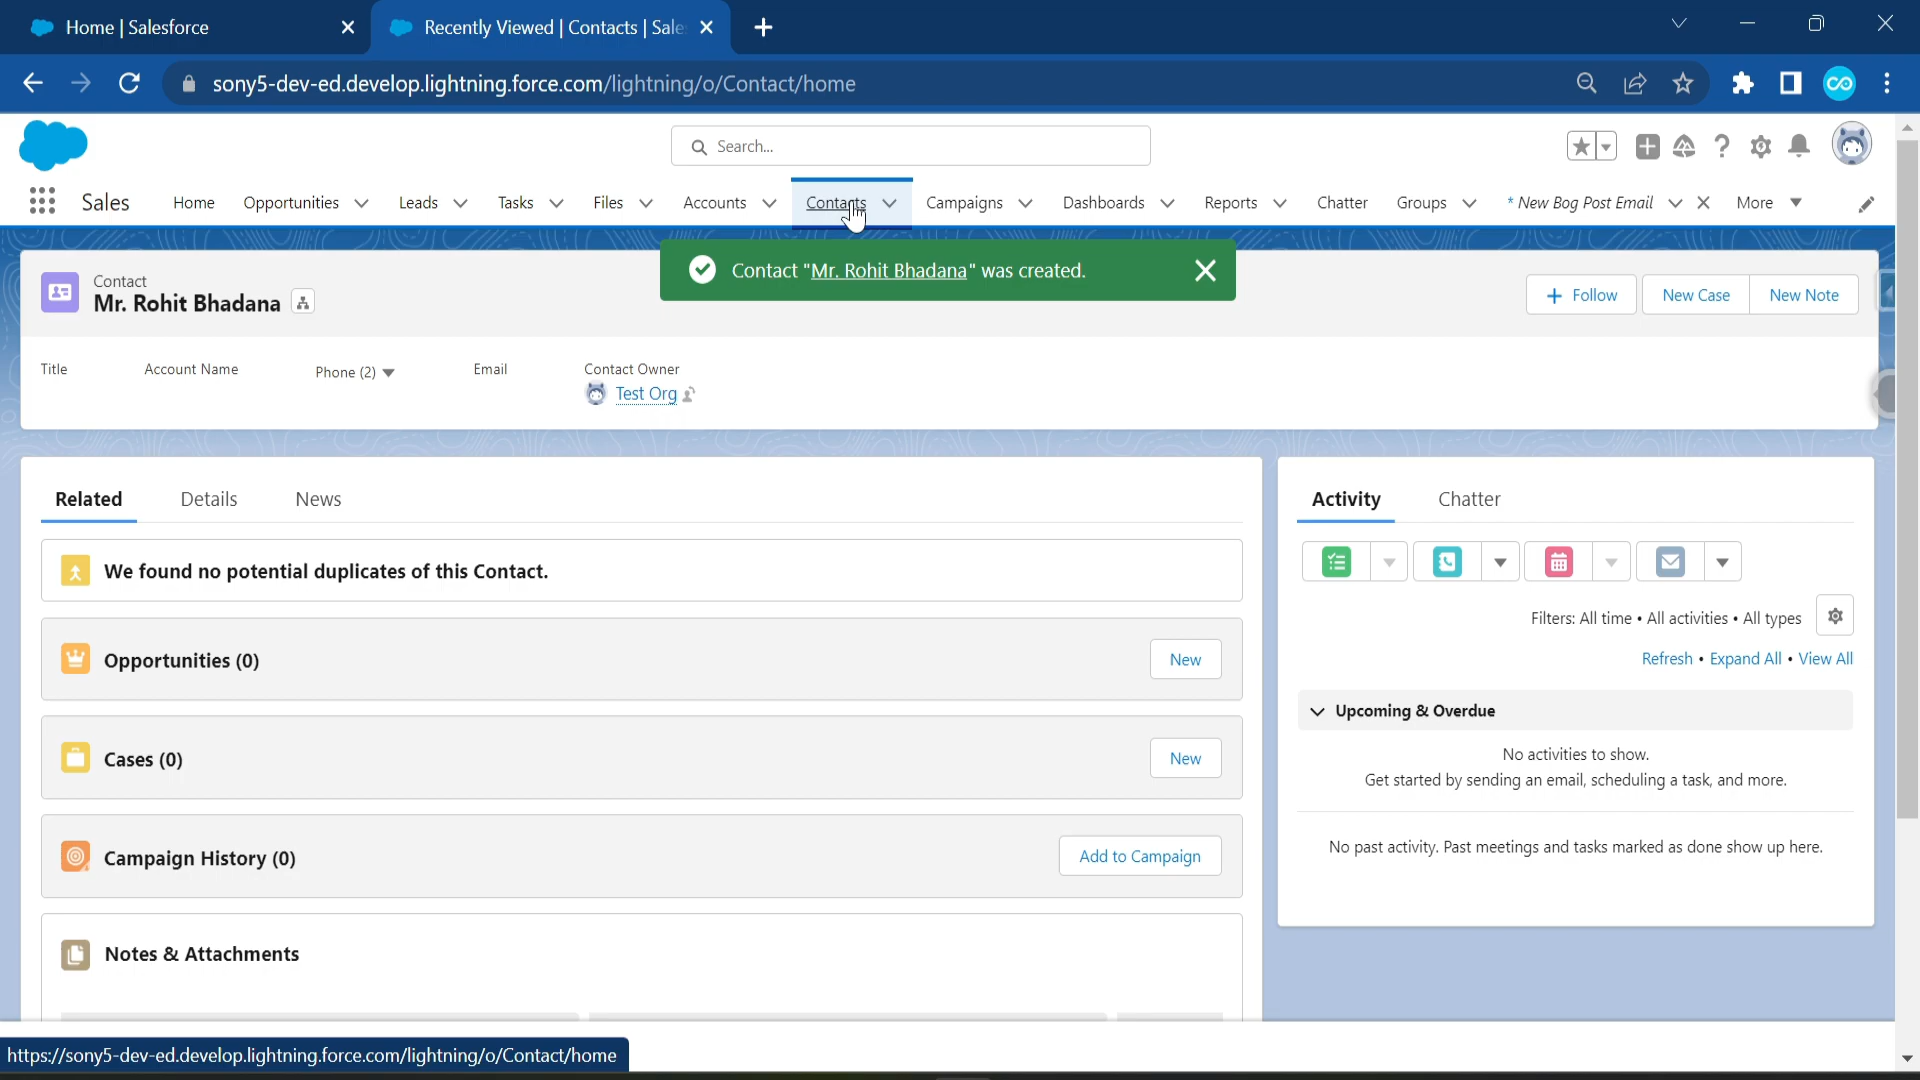 Home | Salesforce
Recently Viewed | Contacts | Sale
sony5-dev-ed.develop.lightning.force.com/lightning/o/Contact/home
Search...
Sales
Home
Opportunities
Leads
Tasks
Files
Accounts
Contacts
Campaigns
Dashboards
Reports
Chatter
Groups
* New Bog Post Email
More
Contact "Mr. Rohit Bhadana" was created.
Contact
Mr. Rohit Bhadana
Follow
New Case
New Note
Title
Account Name
Phone (2)
Email
Contact Owner
Test Org
Related
Details
News
We found no potential duplicates of this Contact.
Opportunities (0)
New
Cases (0)
New
Campaign History (0)
Add to Campaign
Notes & Attachments
Activity
Chatter
Filters: All time • All activities • All types
Refresh • Expand All • View All
Upcoming & Overdue
No activities to show.
Get started by sending an email, scheduling a task, and more.
No past activity. Past meetings and tasks marked as done show up here.
https://sony5-dev-ed.develop.lightning.force.com/lightning/o/Contact/home